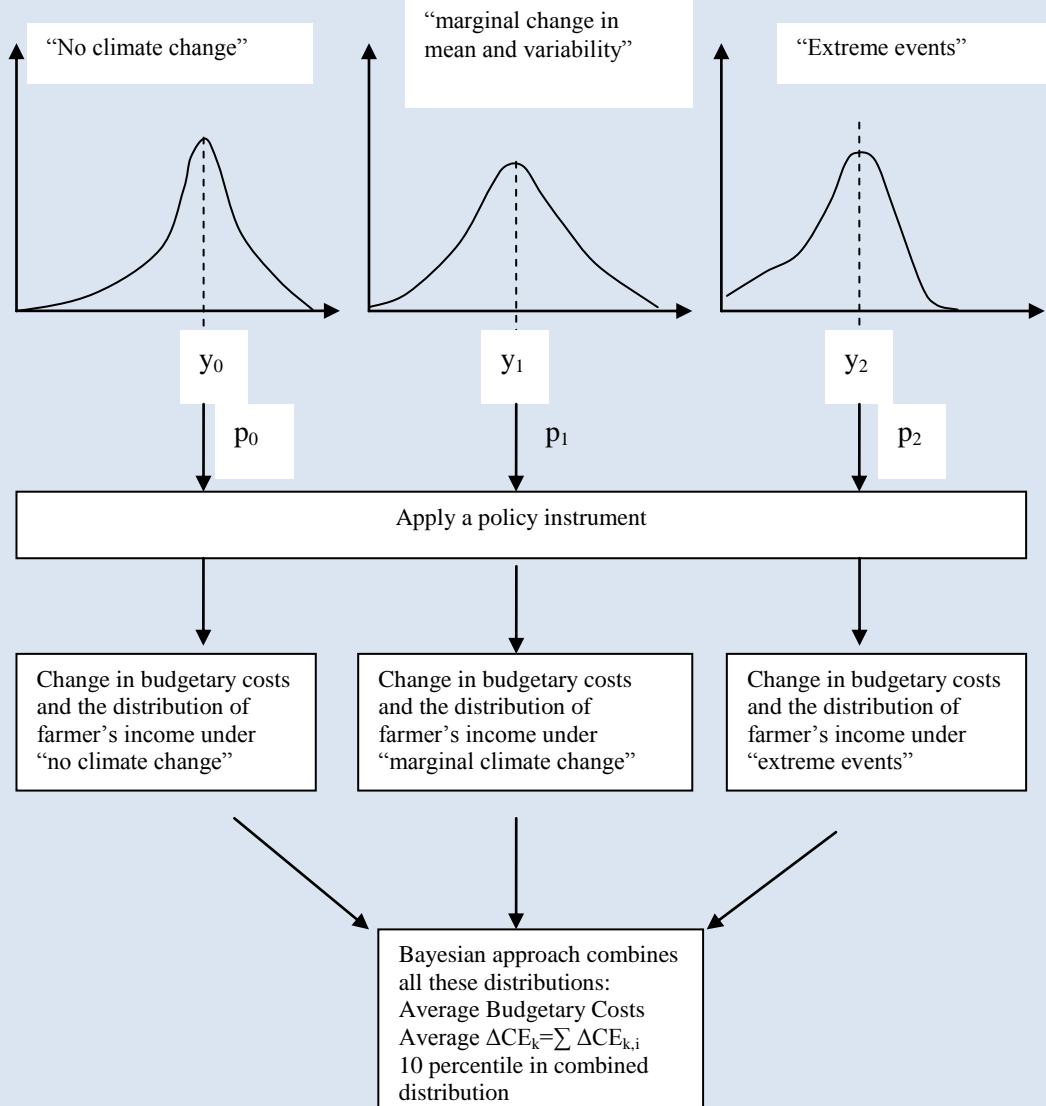 “No climate change”
“marginal change in
mean and variability”
“Extreme events”
y₀
y₁
y₂
p₀
p₁
p₂
Apply a policy instrument
Change in budgetary costs
and the distribution of
farmer’s income under
“no climate change”
Change in budgetary costs
and the distribution of
farmer’s income under
“marginal climate change”
Change in budgetary costs
and the distribution of
farmer’s income under
“extreme events”
Bayesian approach combines
all these distributions:
Average Budgetary Costs
Average ΔCEₖ=∑ ΔCEₖ,ᵢ
10 percentile in combined
distribution